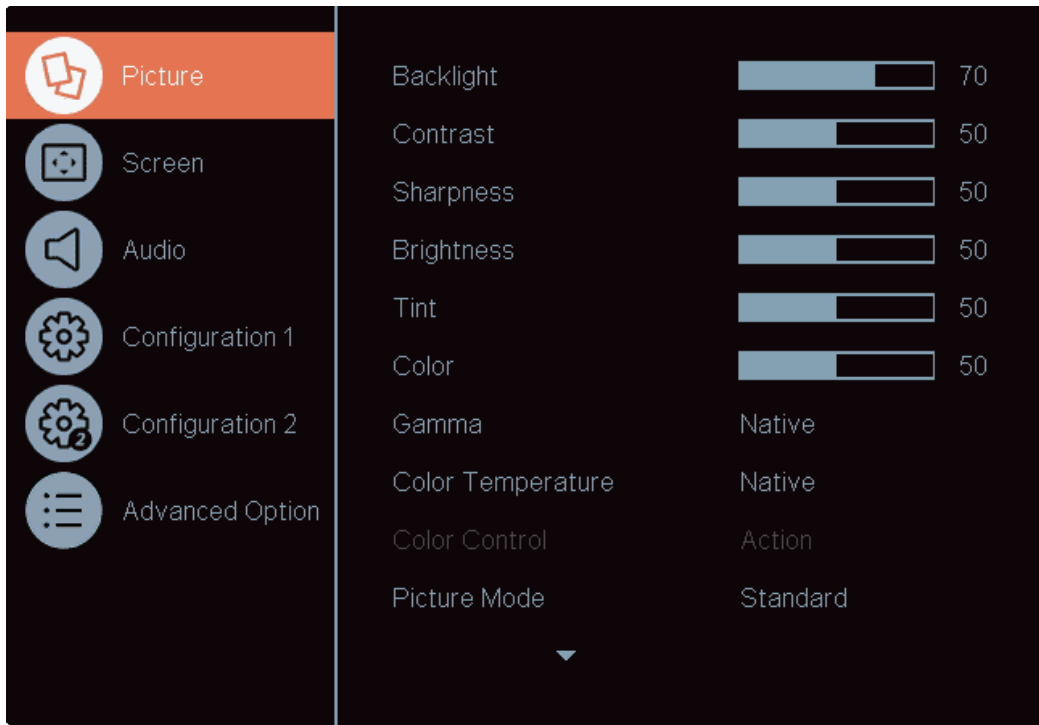 Picture
Screen
Audio
Configuration 1
Configuration 2
2
Advanced Option
Backlight 70
Contrast 50
Sharpness 50
Brightness 50
Tint 50
Color 50
Gamma Native
Color Temperature Native
Color Control Action
Picture Mode Standard